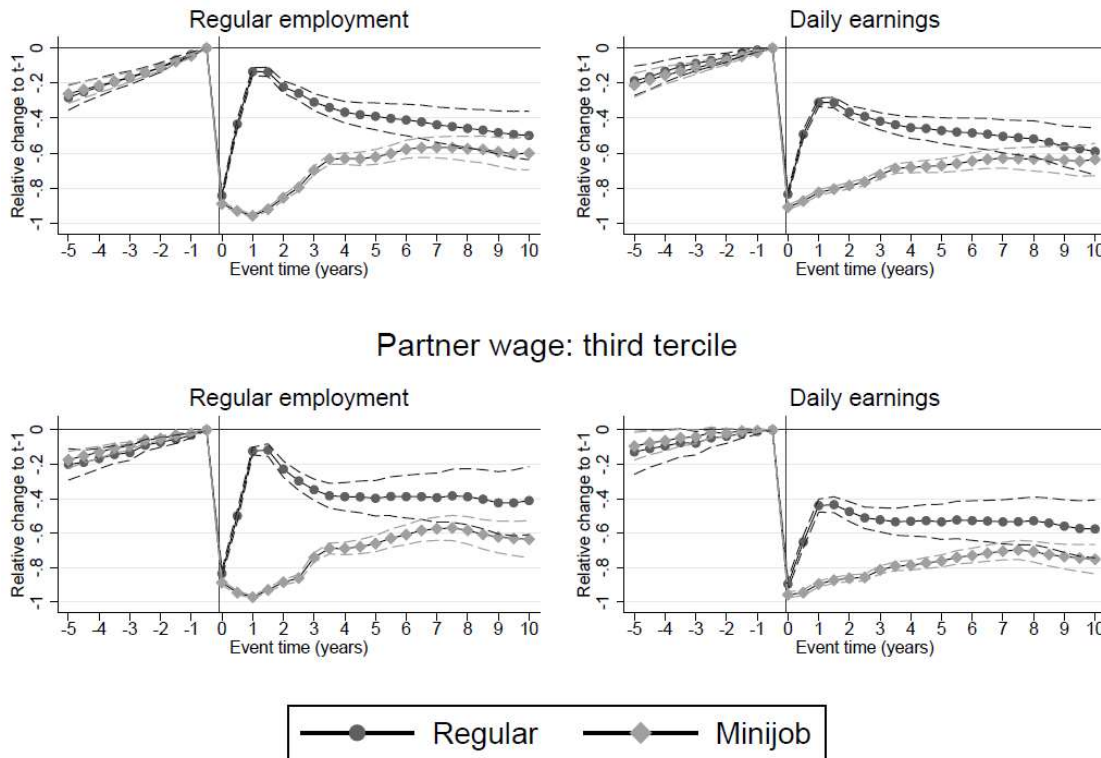 Regular employment
Daily earnings
Relative change to t-1
0
-.2
-.4
-.6
-.8
-1
-5 -4 -3 -2 -1 0 1 2 3 4 5 6 7 8 9 10
Event time (years)
Relative change to t-1
0
-.2
-.4
-.6
-.8
-1
-5 -4 -3 -2 -1 0 1 2 3 4 5 6 7 8 9 10
Event time (years)
Partner wage: third tercile
Regular employment
Daily earnings
Relative change to t-1
0
-.2
-.4
-.6
-.8
-1
-5 -4 -3 -2 -1 0 1 2 3 4 5 6 7 8 9 10
Event time (years)
Relative change to t-1
0
-.2
-.4
-.6
-.8
-1
-5 -4 -3 -2 -1 0 1 2 3 4 5 6 7 8 9 10
Event time (years)
Regular Minijob